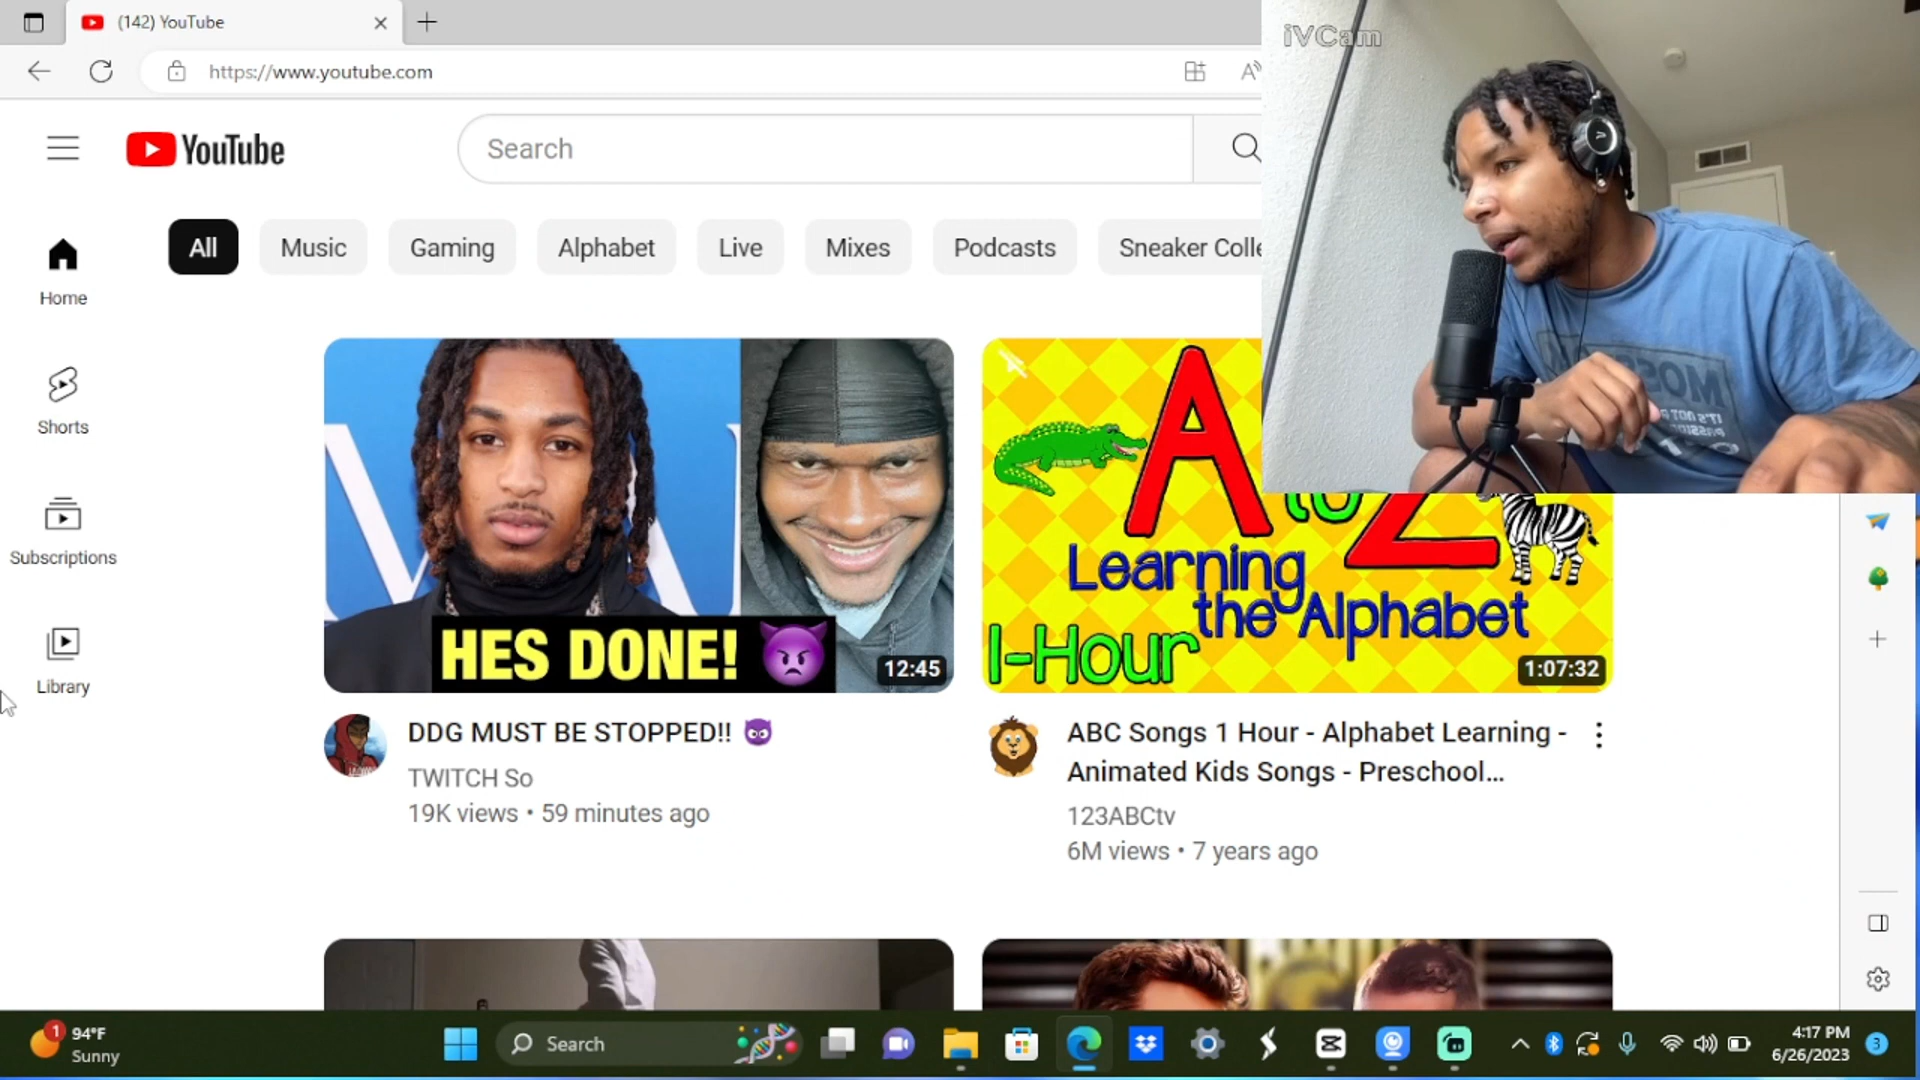 (142) YouTube
https://www.youtube.com
iVCam
YouTube
Search
All
Music
Gaming
Alphabet
Live
Mixes
Podcasts
Sneaker Colle
Home
Shorts
Subscriptions
Library
HES DONE!
12:45
A
to
Z
Learning
the Alphabet
1-Hour
1:07:32
DDG MUST BE STOPPED!!
TWITCH So
19K views • 59 minutes ago
ABC Songs 1 Hour - Alphabet Learning -
Animated Kids Songs - Preschool...
123ABCtv
6M views • 7 years ago
1
94°F
Sunny
Search
4:17 PM
6/26/2023
3